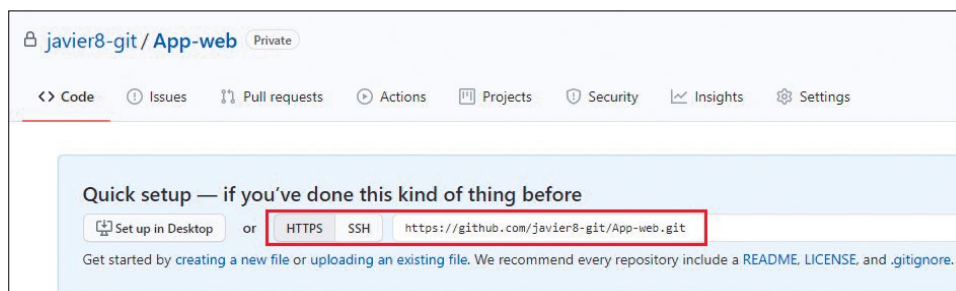 javier8-git / App-web Private
<> Code Issues Pull requests Actions Projects Security Insights Settings
Quick setup — if you've done this kind of thing before
Set up in Desktop or HTTPS SSH https://github.com/javier8-git/App-web.git
Get started by creating a new file or uploading an existing file. We recommend every repository include a README, LICENSE, and .gitignore.